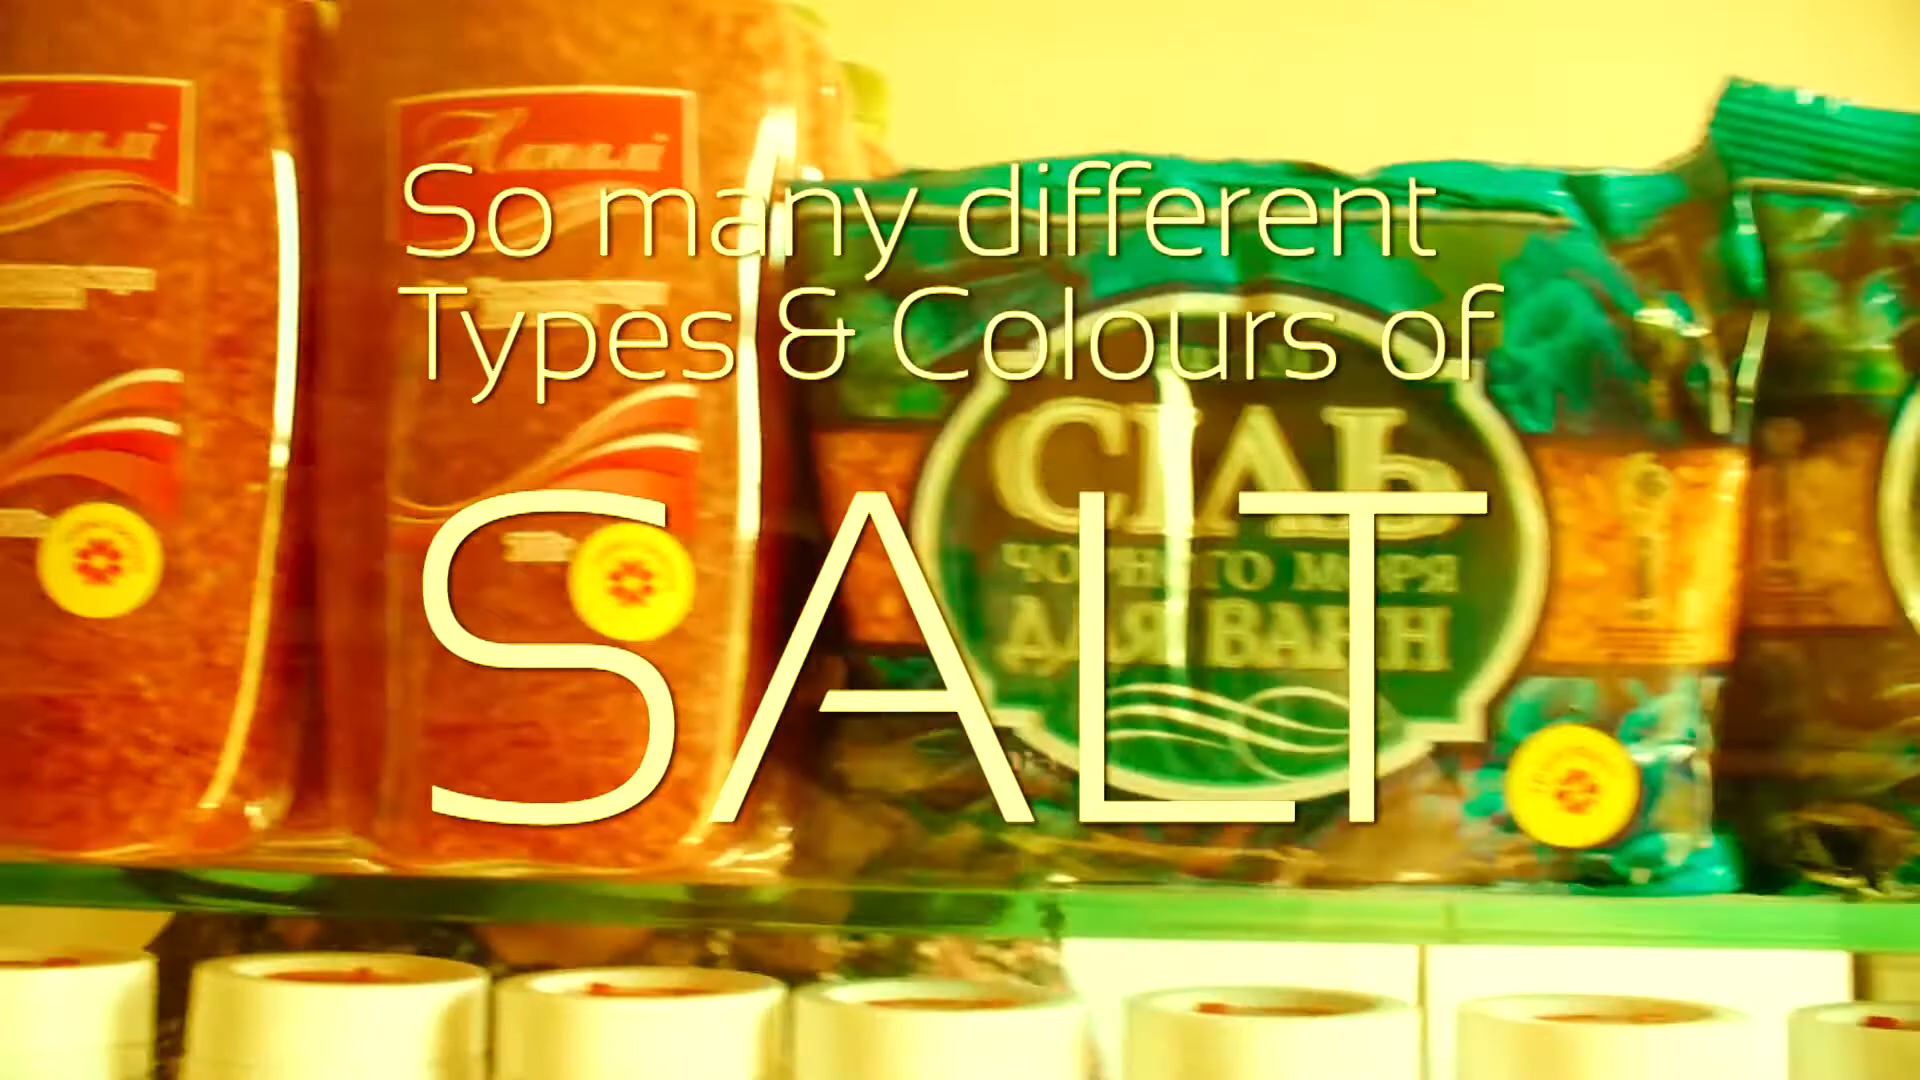 So many different
Types & Colours of
SALT
СІЛЬ
ЧОРНОГО МОРЯ
ДЛЯ ВАНН